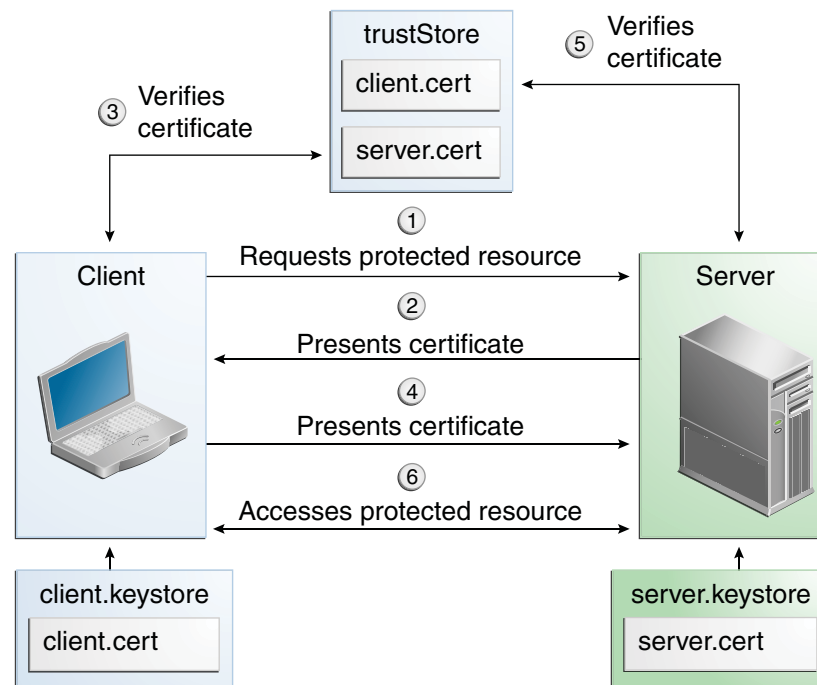 trustStore
client.cert
server.cert
5
Verifies
certificate
3
Verifies
certificate
1
Requests protected resource
Client
Server
2
Presents certificate
4
Presents certificate
6
Accesses protected resource
client.keystore
client.cert
server.keystore
server.cert